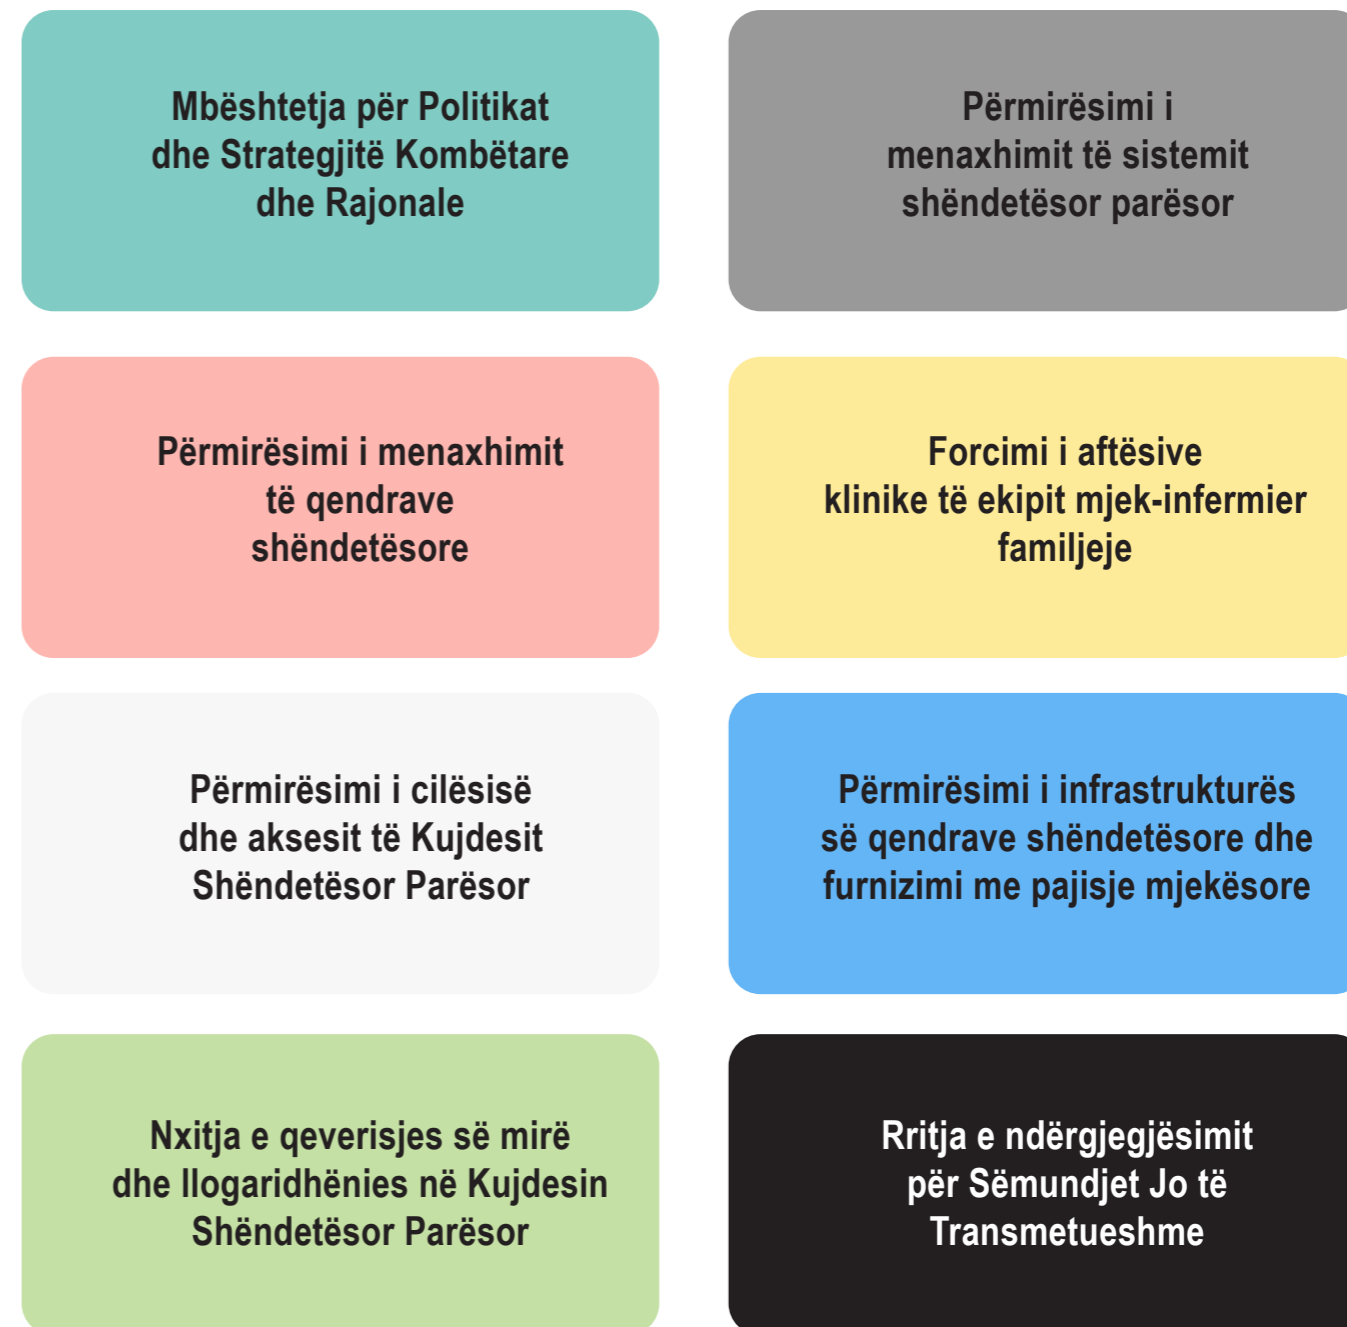 Mbështetja për Politikat
dhe Strategjitë Kombëtare
dhe Rajonale
Përmirësimi i
menaxhimit të sistemit
shëndetësor parësor
Përmirësimi i menaxhimit
të qendrave
shëndetësore
Forcimi i aftësive
klinike të ekipit mjek-infermier
familjeje
Përmirësimi i cilësisë
dhe aksesit të Kujdesit
Shëndetësor Parësor
Përmirësimi i infrastrukturës
së qendrave shëndetësore dhe
furnizimi me pajisje mjekësore
Nxitja e qeverisjes së mirë
dhe llogaridhënies në Kujdesin
Shëndetësor Parësor
Rritja e ndërgjegjësimit
për Sëmundjet Jo të
Transmetueshme